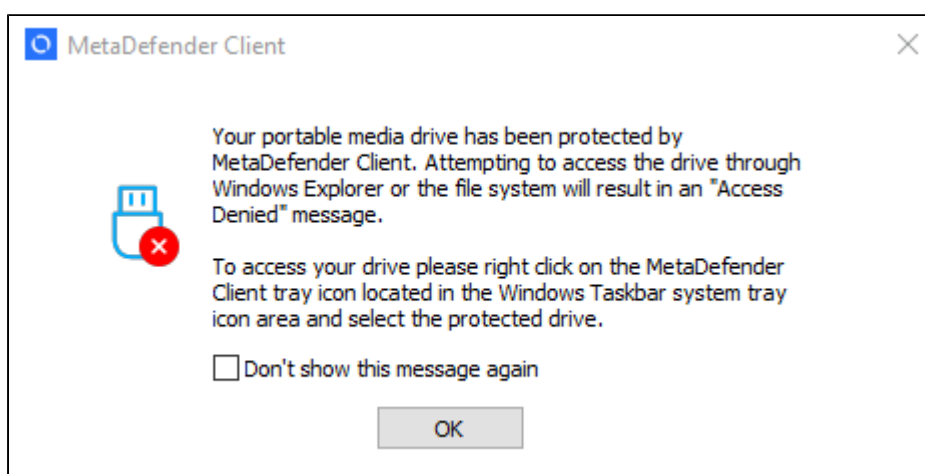 MetaDefender Client
Your portable media drive has been protected by
MetaDefender Client. Attempting to access the drive through
Windows Explorer or the file system will result in an "Access
Denied" message.
To access your drive please right click on the MetaDefender
Client tray icon located in the Windows Taskbar system tray
icon area and select the protected drive.
Don't show this message again
OK